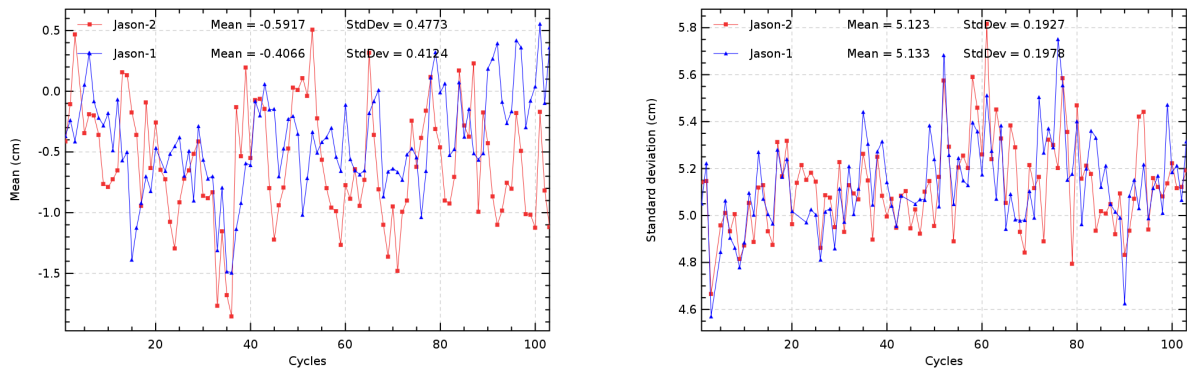 Jason-2 Mean = -0.5917 StdDev = 0.4773
Jason-1 Mean = -0.4066 StdDev = 0.4124
0.5
0.0
-0.5
-1.0
-1.5
Mean (cm)
20 40 60 80 100
Cycles
Jason-2 Mean = 5.123 StdDev = 0.1927
Jason-1 Mean = 5.133 StdDev = 0.1978
5.8
5.6
5.4
5.2
5.0
4.8
4.6
Standard deviation (cm)
20 40 60 80 100
Cycles